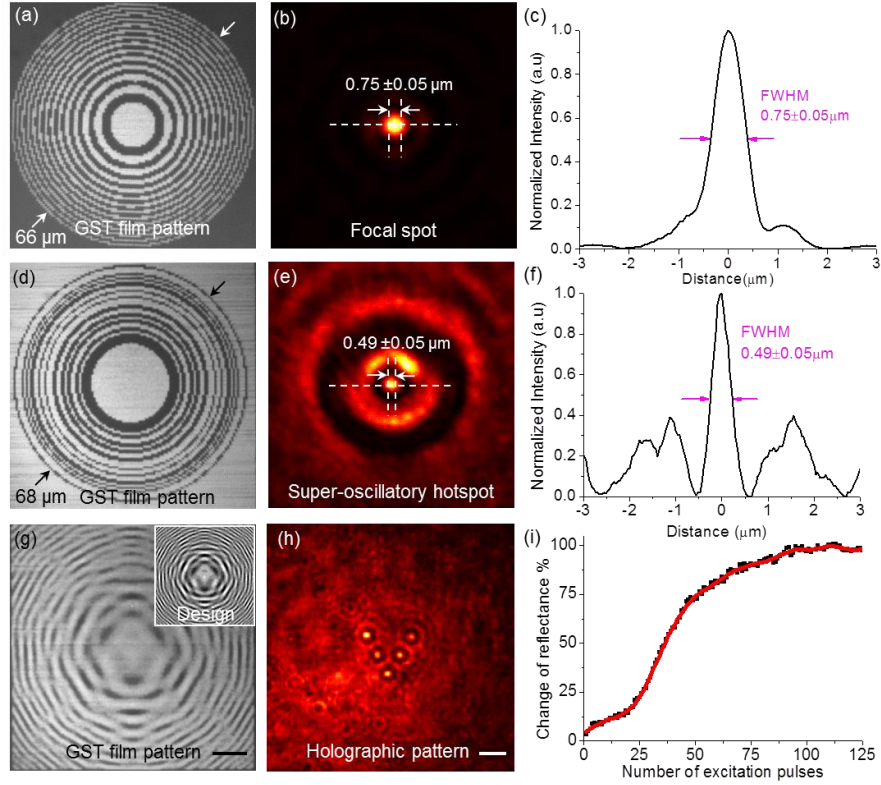 (a)
66 µm
GST film pattern
(b)
0.75 ±0.05 µm
Focal spot
(c)
Normalized Intensity (a.u)
1.0
0.8
0.6
0.4
0.2
0.0
FWHM
0.75±0.05µm
-3 -2 -1 0 1 2 3
Distance(µm)
(d)
68 µm
GST film pattern
(e)
0.49 ±0.05 µm
Super-oscillatory hotspot
(f)
Normalized Intensity (a.u)
1.0
0.8
0.6
0.4
0.2
0.0
FWHM
0.49±0.05µm
-3 -2 -1 0 1 2 3
Distance (µm)
(g)
Design
GST film pattern
(h)
Holographic pattern
(i)
Change of reflectance %
100
75
50
25
0
0 25 50 75 100 125
Number of excitation pulses